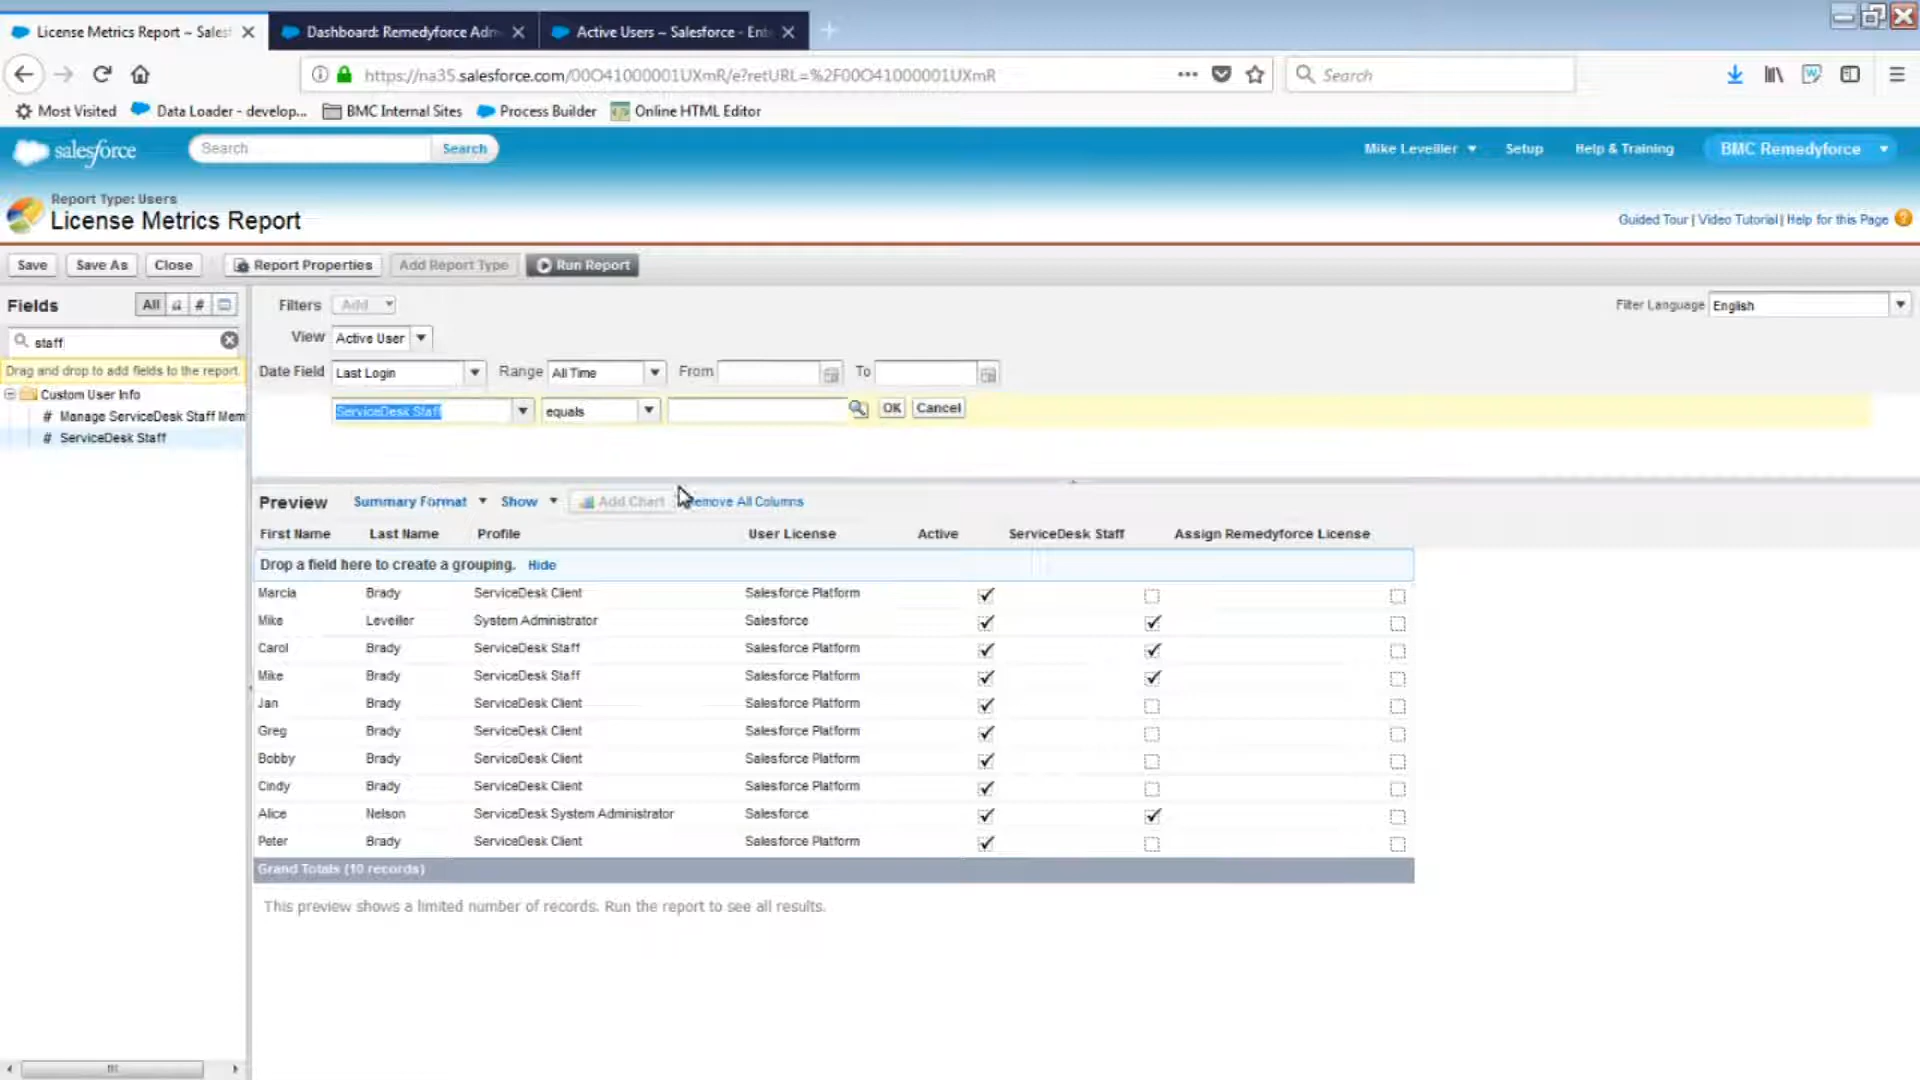 License Metrics Report ~ Sales
Dashboard: Remedyforce Adm
Active Users ~ Salesforce - Ent
https://na35.salesforce.com/00O41000001UXmR/e?retURL=%2F00O41000001UXmR
Search
Most Visited
Data Loader - develop...
BMC Internal Sites
Process Builder
Online HTML Editor
salesforce
Search
Search
Mike Leveiller
Setup
Help & Training
BMC Remedyforce
Report Type: Users
License Metrics Report
Guided Tour | Video Tutorial | Help for this Page
Save
Save As
Close
Report Properties
Add Report Type
Run Report
Fields
All
a
#
Filters
Add
Filter Language
English
staff
View
Active User
Drag and drop to add fields to the report.
Date Field
Last Login
Range
All Time
From
To
Custom User Info
# Manage ServiceDesk Staff Mem
# ServiceDesk Staff
ServiceDesk Staff
equals
OK
Cancel
Preview
Summary Format
Show
Add Chart
emove All Columns
First Name Last Name Profile User License Active ServiceDesk Staff Assign Remedyforce License
Drop a field here to create a grouping. Hide
Marcia Brady ServiceDesk Client Salesforce Platform
Mike Leveiller System Administrator Salesforce
Carol Brady ServiceDesk Staff Salesforce Platform
Mike Brady ServiceDesk Staff Salesforce Platform
Jan Brady ServiceDesk Client Salesforce Platform
Greg Brady ServiceDesk Client Salesforce Platform
Bobby Brady ServiceDesk Client Salesforce Platform
Cindy Brady ServiceDesk Client Salesforce Platform
Alice Nelson ServiceDesk System Administrator Salesforce
Peter Brady ServiceDesk Client Salesforce Platform
Grand Totals (10 records)
This preview shows a limited number of records. Run the report to see all results.